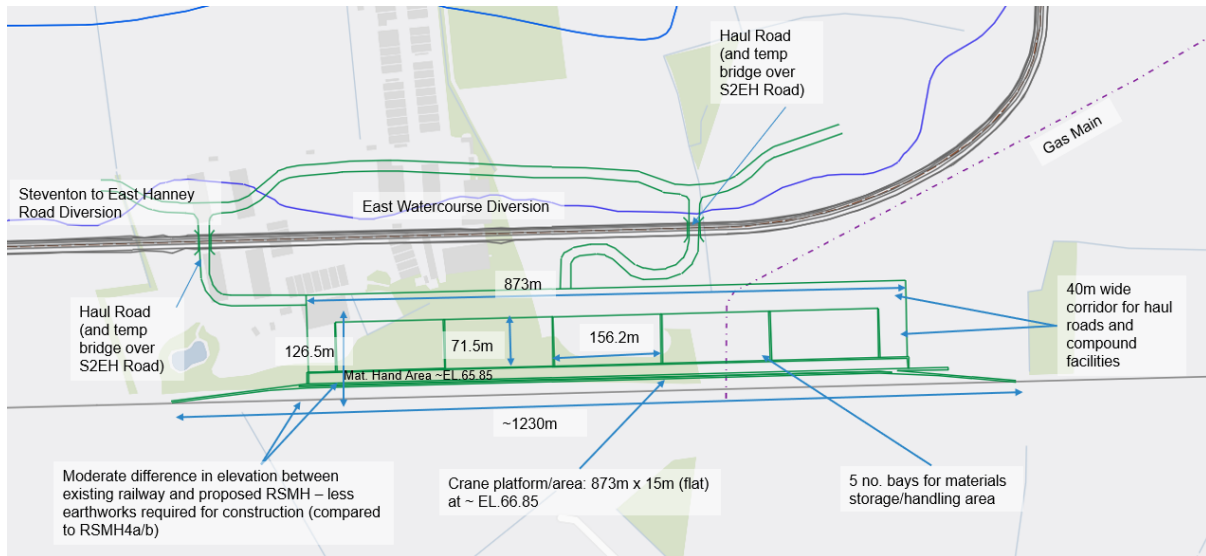 Haul Road
(and temp
bridge over
S2EH Road)
Gas Main
Steventon to East Hanney
Road Diversion
East Watercourse Diversion
873m
Haul Road
(and temp
bridge over
S2EH Road)
40m wide
corridor for haul
roads and
compound
facilities
126.5m
71.5m
156.2m
Mat. Hand Area ~EL.65.85
~1230m
Moderate difference in elevation between
existing railway and proposed RSMH – less
earthworks required for construction (compared
to RSMH4a/b)
Crane platform/area: 873m x 15m (flat)
at ~ EL.66.85
5 no. bays for materials
storage/handling area